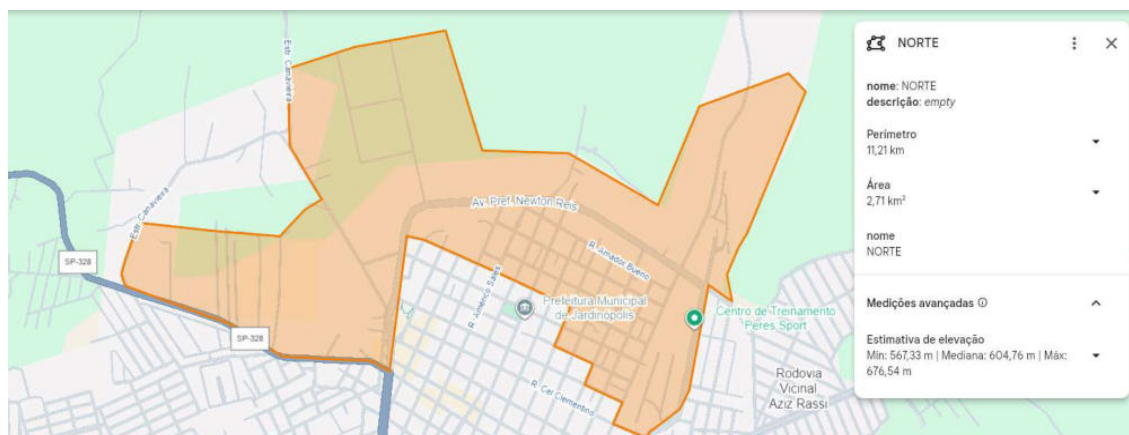 Estr. Canavieira
Estr. Canavieira
SP-328
SP-328
Av. Pref. Newton Reis
R. Amador Bueno
R. Américo Sales
Prefeitura Municipal
de Jardinópolis
Centro de Treinamento
Peres Sport
R. Cel Clementino
Rodovia
Vicinal
Aziz Rassi
NORTE
nome: NORTE
descrição: empty
Perímetro
11,21 km
Área
2,71 km²
nome
NORTE
Medições avançadas
Estimativa de elevação
Mín: 567,33 m | Mediana: 604,76 m | Máx:
676,54 m